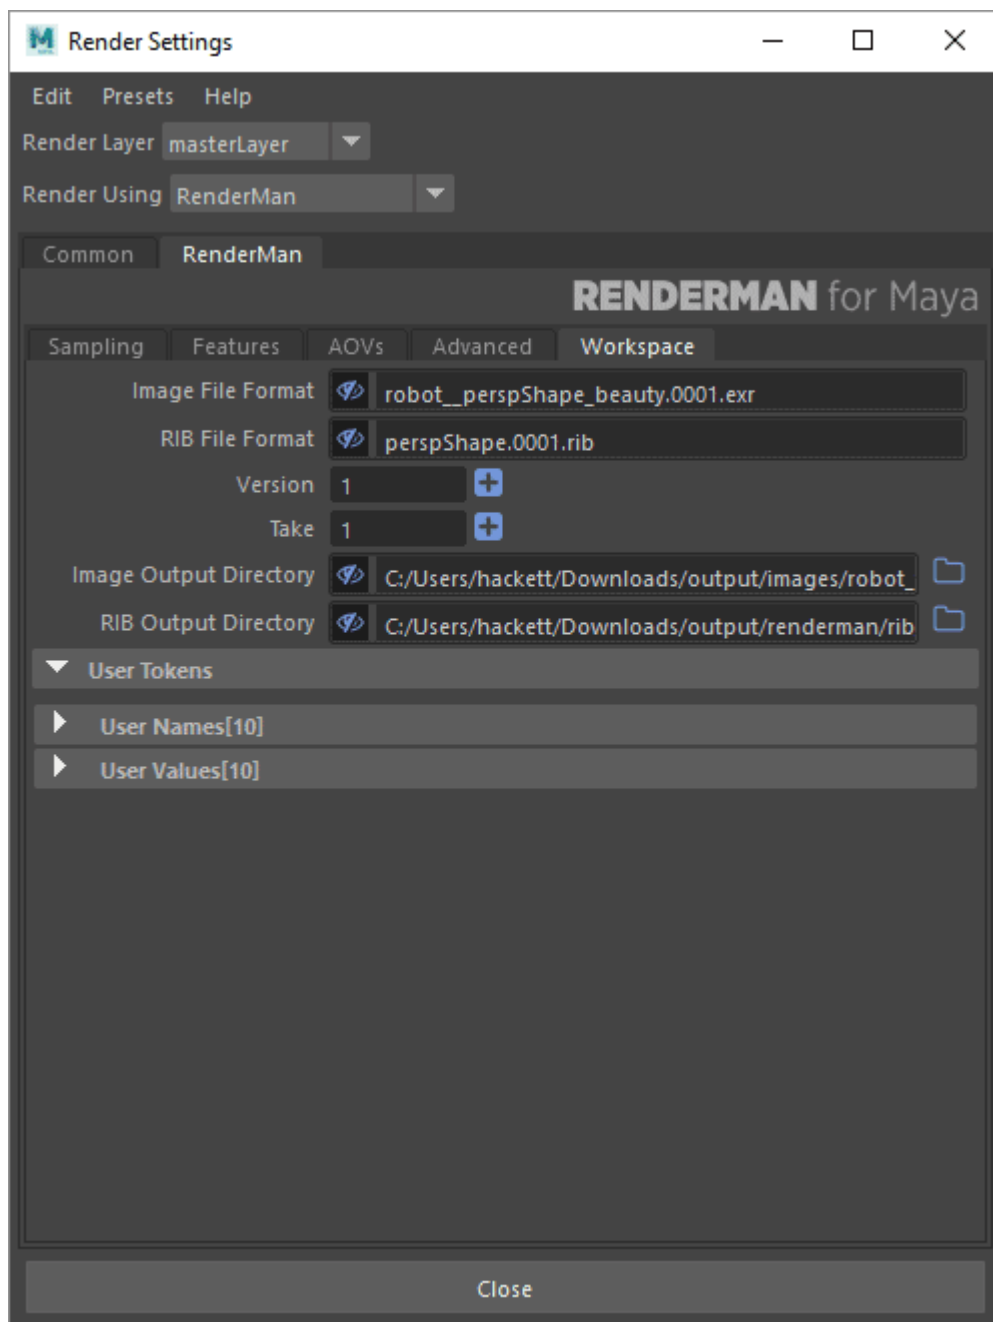 Render Settings
Edit Presets Help
Render Layer masterLayer
Render Using RenderMan
Common RenderMan
RENDERMAN for Maya
Sampling Features AOVs Advanced Workspace
Image File Format robot__perspShape_beauty.0001.exr
RIB File Format perspShape.0001.rib
Version 1
Take 1
Image Output Directory C:/Users/hackett/Downloads/output/images/robot_
RIB Output Directory C:/Users/hackett/Downloads/output/renderman/rib
User Tokens
User Names[10]
User Values[10]
Close